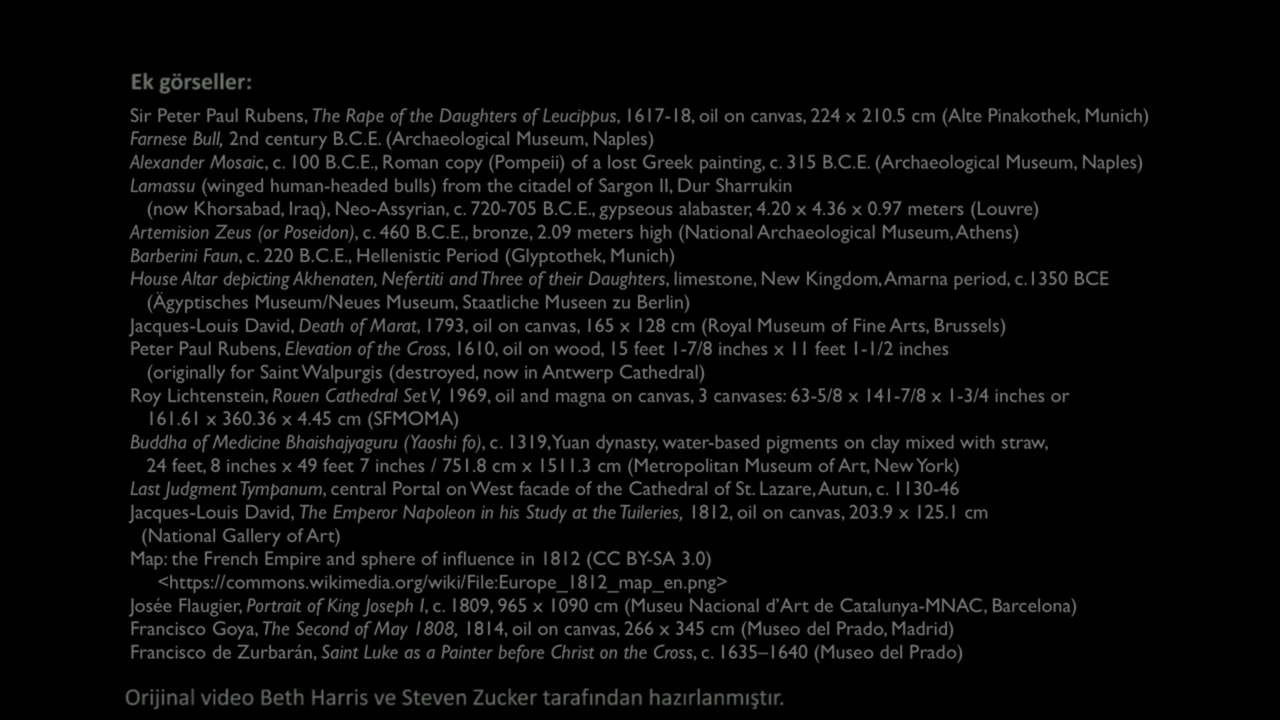 Ek görseller:
Sir Peter Paul Rubens, The Rape of the Daughters of Leucippus, 1617-18, oil on canvas, 224 x 210.5 cm (Alte Pinakothek, Munich)
Farnese Bull, 2nd century B.C.E. (Archaeological Museum, Naples)
Alexander Mosaic, c. 100 B.C.E., Roman copy (Pompeii) of a lost Greek painting, c. 315 B.C.E. (Archaeological Museum, Naples)
Lamassu (winged human-headed bulls) from the citadel of Sargon II, Dur Sharrukin
(now Khorsabad, Iraq), Neo-Assyrian, c. 720-705 B.C.E., gypseous alabaster, 4.20 x 4.36 x 0.97 meters (Louvre)
Artemision Zeus (or Poseidon), c. 460 B.C.E., bronze, 2.09 meters high (National Archaeological Museum, Athens)
Barberini Faun, c. 220 B.C.E., Hellenistic Period (Glyptothek, Munich)
House Altar depicting Akhenaten, Nefertiti and Three of their Daughters, limestone, New Kingdom, Amarna period, c.1350 BCE
(Ägyptisches Museum/Neues Museum, Staatliche Museen zu Berlin)
Jacques-Louis David, Death of Marat, 1793, oil on canvas, 165 x 128 cm (Royal Museum of Fine Arts, Brussels)
Peter Paul Rubens, Elevation of the Cross, 1610, oil on wood, 15 feet 1-7/8 inches x 11 feet 1-1/2 inches
(originally for Saint Walpurgis (destroyed, now in Antwerp Cathedral)
Roy Lichtenstein, Rouen Cathedral Set V, 1969, oil and magna on canvas, 3 canvases: 63-5/8 x 141-7/8 x 1-3/4 inches or
161.61 x 360.36 x 4.45 cm (SFMOMA)
Buddha of Medicine Bhaishajyaguru (Yaoshi fo), c. 1319, Yuan dynasty, water-based pigments on clay mixed with straw,
24 feet, 8 inches x 49 feet 7 inches / 751.8 cm x 1511.3 cm (Metropolitan Museum of Art, New York)
Last Judgment Tympanum, central Portal on West facade of the Cathedral of St. Lazare, Autun, c. 1130-46
Jacques-Louis David, The Emperor Napoleon in his Study at the Tuileries, 1812, oil on canvas, 203.9 x 125.1 cm
(National Gallery of Art)
Map: the French Empire and sphere of influence in 1812 (CC BY-SA 3.0)
<https://commons.wikimedia.org/wiki/File:Europe_1812_map_en.png>
Josée Flaugier, Portrait of King Joseph I, c. 1809, 965 x 1090 cm (Museu Nacional d’Art de Catalunya-MNAC, Barcelona)
Francisco Goya, The Second of May 1808, 1814, oil on canvas, 266 x 345 cm (Museo del Prado, Madrid)
Francisco de Zurbarán, Saint Luke as a Painter before Christ on the Cross, c. 1635–1640 (Museo del Prado)
Orijinal video Beth Harris ve Steven Zucker tarafından hazırlanmıştır.